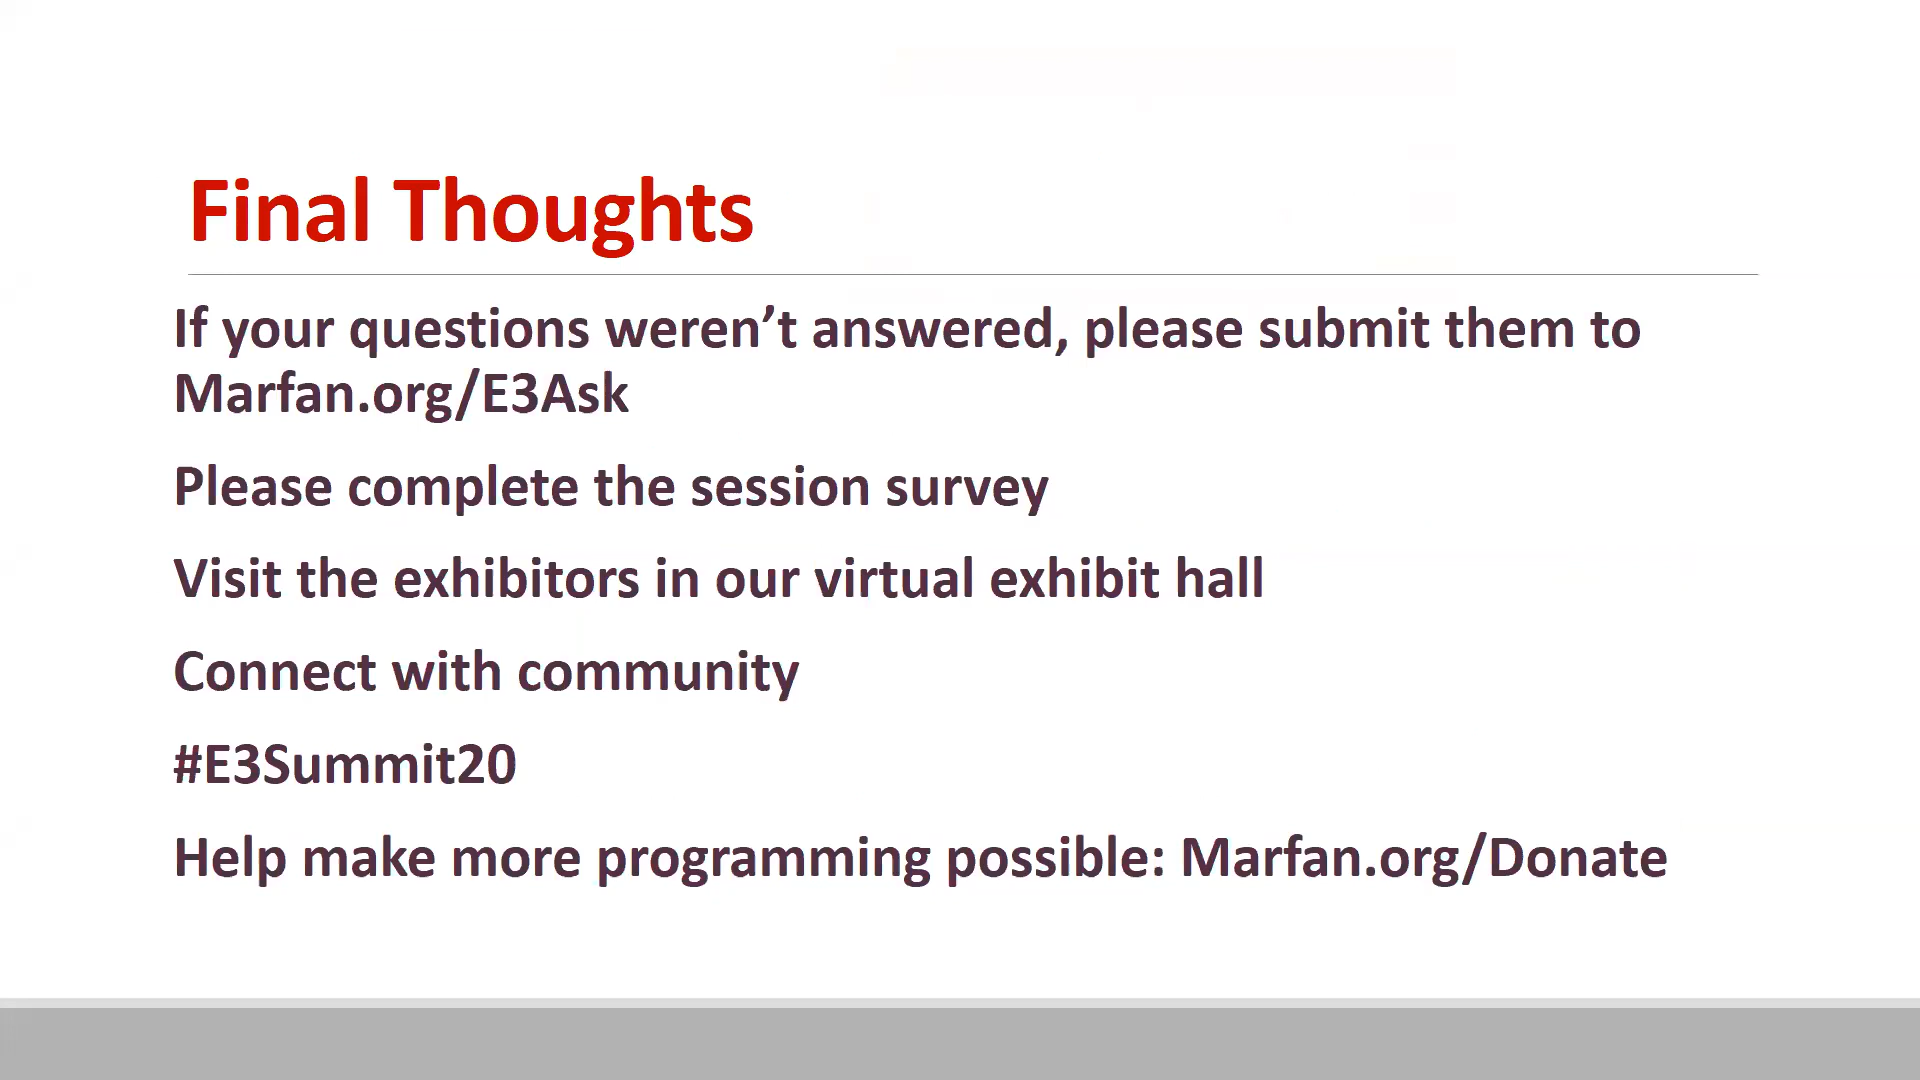 Final Thoughts
If your questions weren’t answered, please submit them to
Marfan.org/E3Ask
Please complete the session survey
Visit the exhibitors in our virtual exhibit hall
Connect with community
#E3Summit20
Help make more programming possible: Marfan.org/Donate